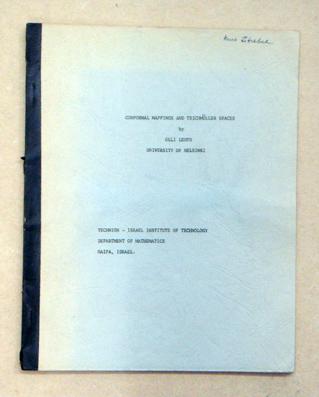 CONFORMAL MAPPINGS AND TEICHMÜLLER SPACES
by
OLLI LEHTO
UNIVERSITY OF HELSINKI
TECHNION - ISRAEL INSTITUTE OF TECHNOLOGY
DEPARTMENT OF MATHEMATICS
HAIFA, ISRAEL.